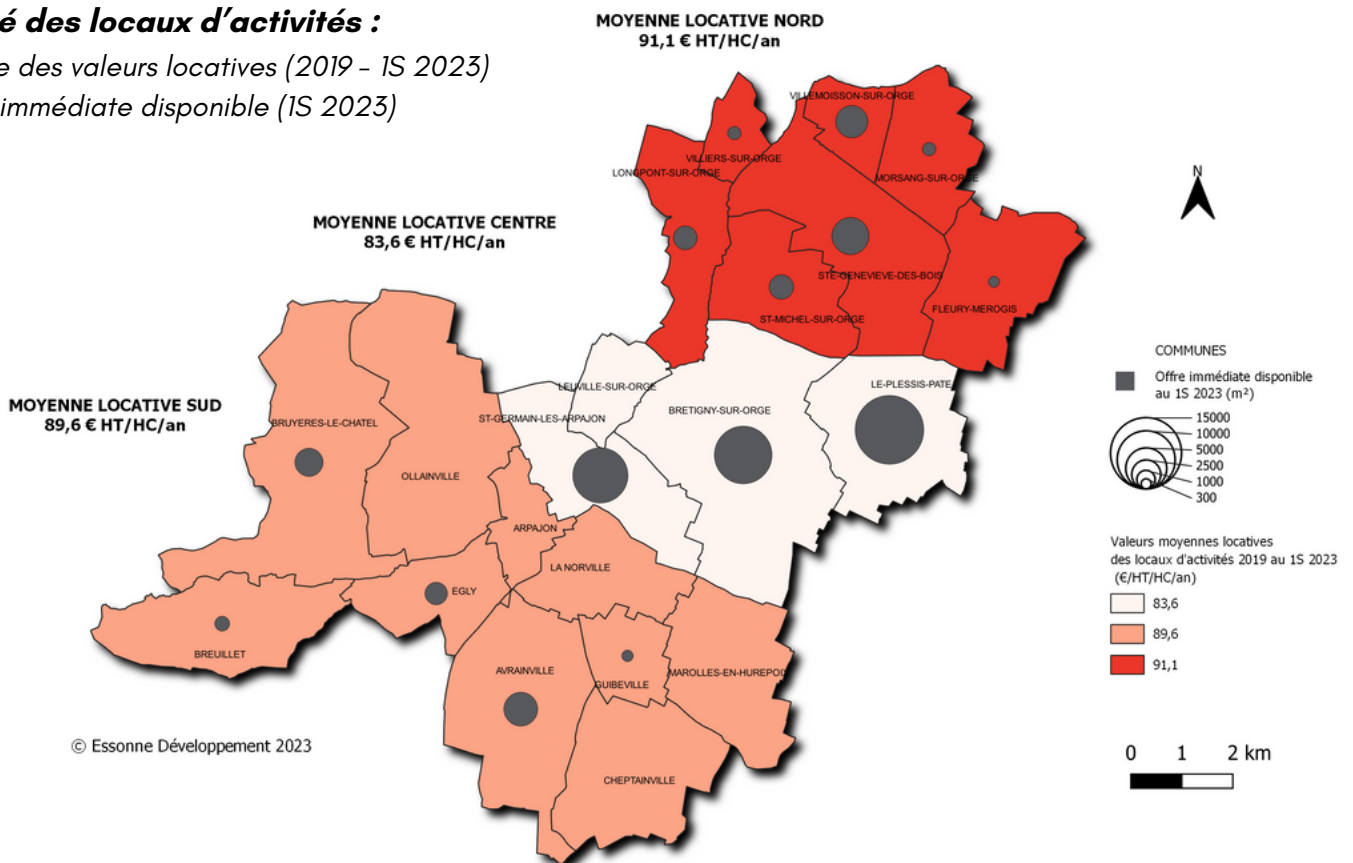 é des locaux d'activités :
e des valeurs locatives (2019 - 1S 2023)
immédiate disponible (1S 2023)
MOYENNE LOCATIVE NORD
91,1 € HT/HC/an
VILLEMOISSON-SUR-ORGE
VILLIERS-SUR-ORGE
LONGPONT-SUR-ORGE
MORSANG-SUR-ORGE
N
MOYENNE LOCATIVE CENTRE
83,6 € HT/HC/an
STE-GENEVIEVE-DES-BOIS
FLEURY-MEROGIS
ST-MICHEL-SUR-ORGE
MOYENNE LOCATIVE SUD
89,6 € HT/HC/an
LEUVILLE-SUR-ORGE
LE-PLESSIS-PATE
BRETIGNY-SUR-ORGE
ST-GERMAIN-LES-ARPAJON
BRUYERES-LE-CHATEL
OLLAINVILLE
ARPAJON
LA NORVILLE
EGLY
BREUILLET
AVRAINVILLE
GUIBEVILLE
MAROLLES-EN-HUREPOIX
CHEPTAINVILLE
COMMUNES
Offre immédiate disponible
au 1S 2023 (m²)
15000
10000
5000
2500
1000
300
Valeurs moyennes locatives
des locaux d'activités 2019 au 1S 2023
(€/HT/HC/an)
83,6
89,6
91,1
© Essonne Développement 2023
0 1 2 km